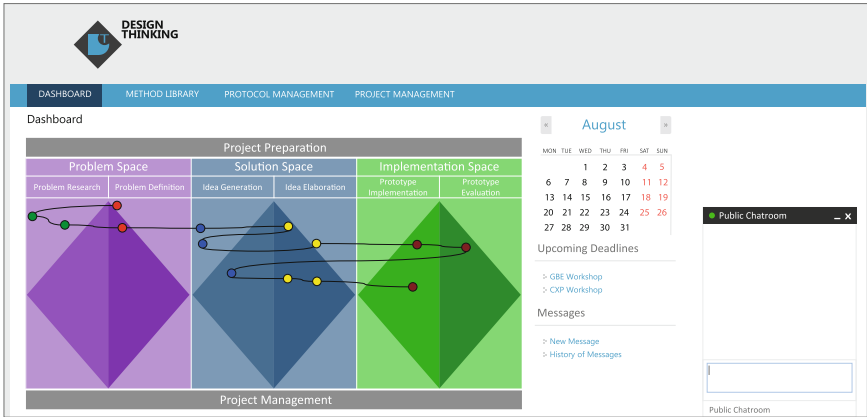 DESIGN
THINKING
DASHBOARD METHOD LIBRARY PROTOCOL MANAGEMENT PROJECT MANAGEMENT
Dashboard
Project Preparation
Problem Space Solution Space Implementation Space
Problem Research Problem Definition Idea Generation Idea Elaboration Prototype Implementation Prototype Evaluation
Project Management
« August »
MON TUE WED THU FRI SAT SUN
1 2 3 4 5
6 7 8 9 10 11 12
13 14 15 16 17 18 19
20 21 22 23 24 25 26
27 28 29 30 31
Upcoming Deadlines
GBE Workshop
CXP Workshop
Messages
New Message
History of Messages
Public Chatroom
Public Chatroom